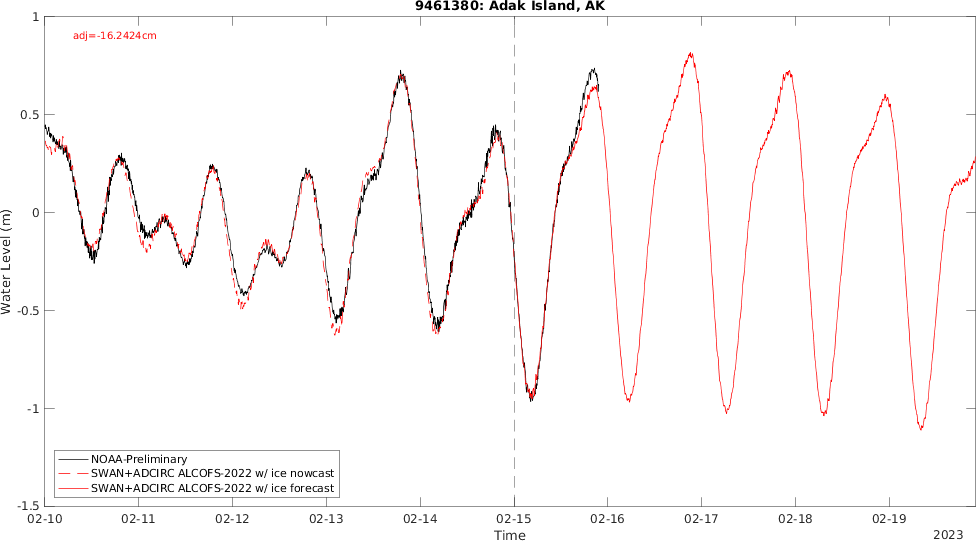 9461380: Adak Island, AK
adj=-16.2424cm
Water Level (m)
1
0.5
0
-0.5
-1
-1.5
NOAA-Preliminary
SWAN+ADCIRC ALCOFS-2022 w/ ice nowcast
SWAN+ADCIRC ALCOFS-2022 w/ ice forecast
02-10 02-11 02-12 02-13 02-14 02-15 02-16 02-17 02-18 02-19
Time
2023